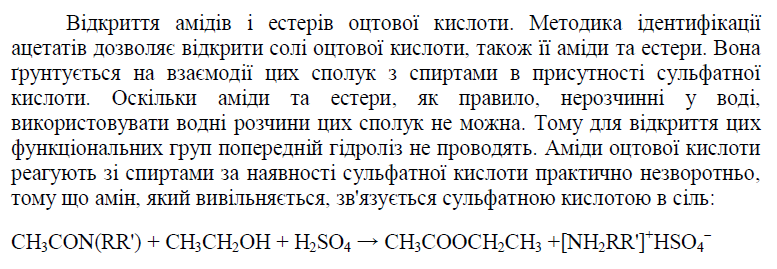 Відкриття амідів і естерів оцтової кислоти. Методика ідентифікації
ацетатів дозволяє відкрити солі оцтової кислоти, також її аміди та естери. Вона
ґрунтується на взаємодії цих сполук з спиртами в присутності сульфатної
кислоти. Оскільки аміди та естери, як правило, нерозчинні у воді,
використовувати водні розчини цих сполук не можна. Тому для відкриття цих
функціональних груп попередній гідроліз не проводять. Аміди оцтової кислоти
реагують зі спиртами за наявності сульфатної кислоти практично незворотньо,
тому що амін, який вивільняється, зв'язується сульфатною кислотою в сіль:
CH₃CON(RR') + CH₃CH₂OH + H₂SO₄ → CH₃COOCH₂CH₃ +[NH₂RR']⁺HSO₄⁻